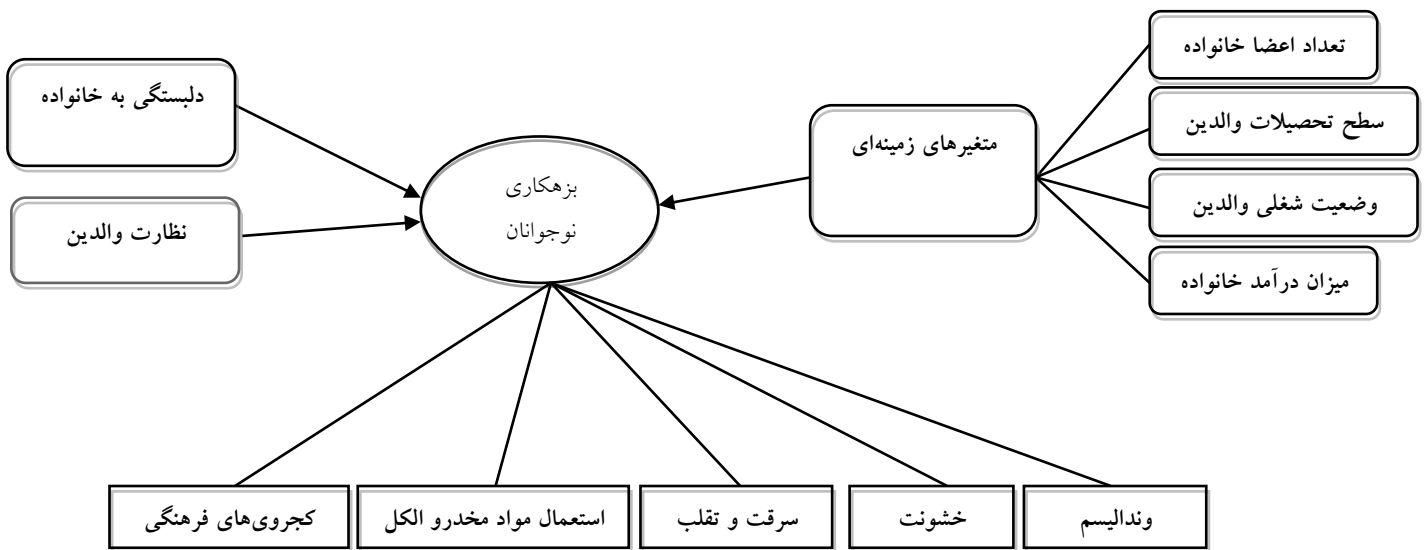 تعداد اعضا خانواده
سطح تحصیلات والدین
وضعیت شغلی والدین
میزان درآمد خانواده
متغیرهای زمینه‌ای
بزهکاری
نوجوانان
دلبستگی به خانواده
نظارت والدین
وندالیسم
خشونت
سرقت و تقلب
استعمال مواد مخدرو الکل
کجروی‌های فرهنگی